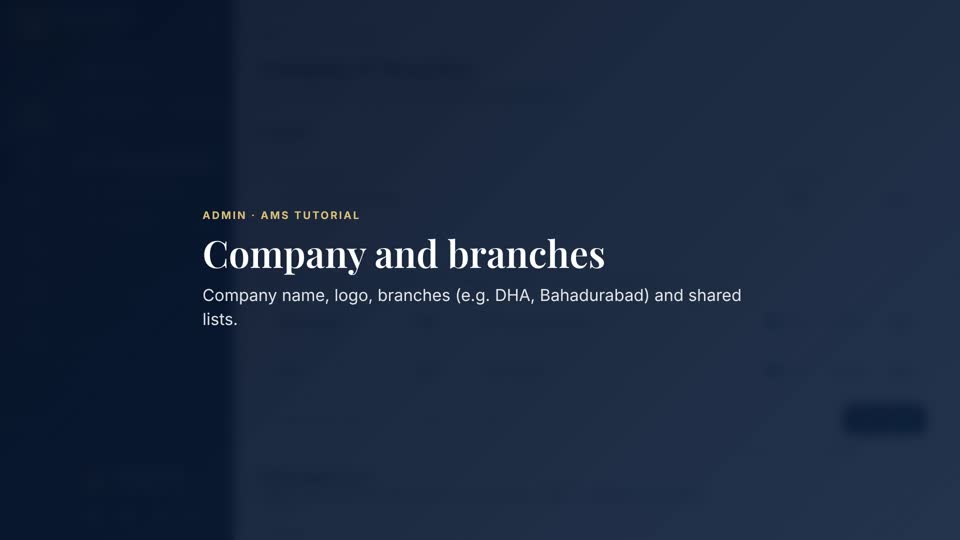 ADMIN · AMS TUTORIAL
Company and branches
Company name, logo, branches (e.g. DHA, Bahadurabad) and shared
lists.